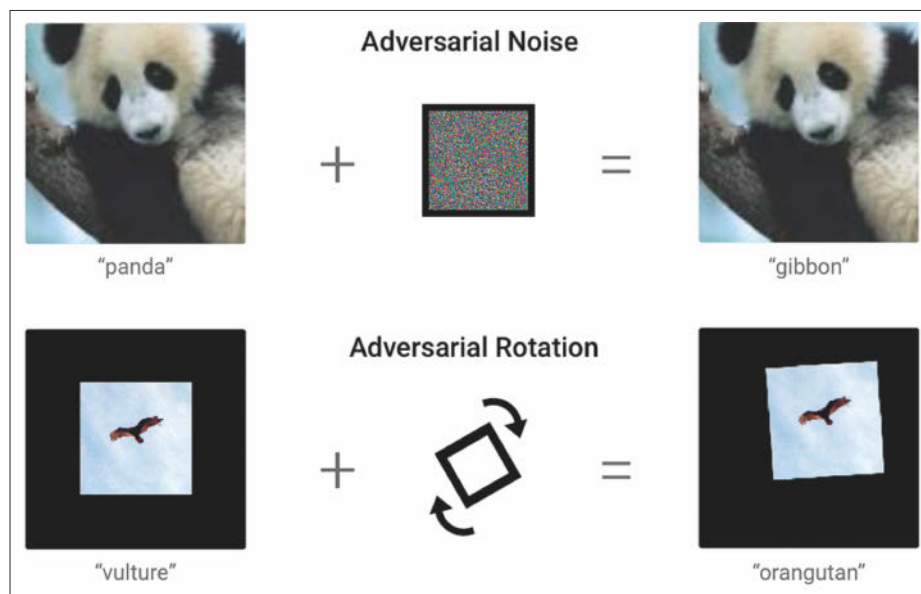 Adversarial Noise
+ =
“panda” “gibbon”
Adversarial Rotation
+ =
“vulture” “orangutan”